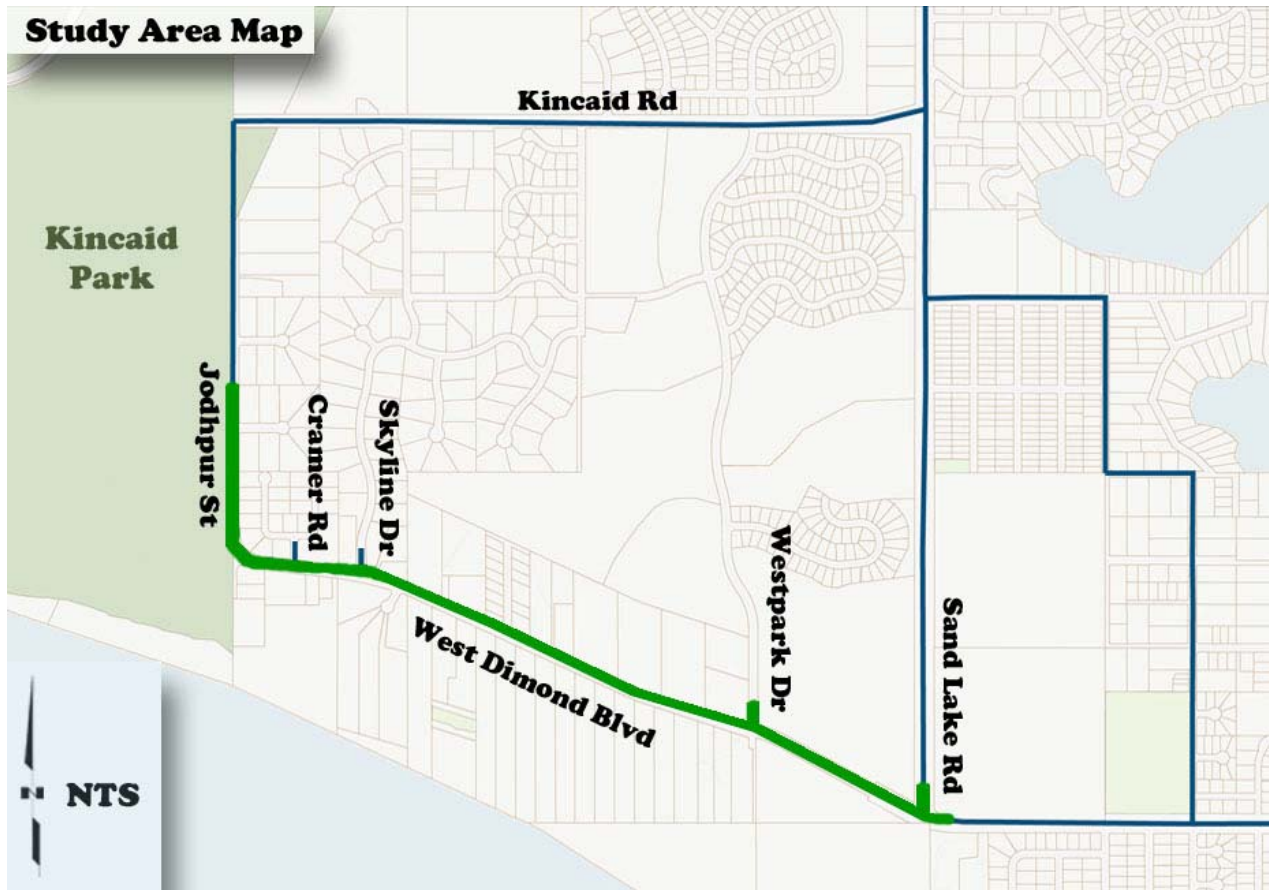 Study Area Map
Kincaid Rd
Kincaid
Park
Jodhpur St
Cramer Rd
Skyline Dr
West Dimond Blvd
Westpark Dr
Sand Lake Rd
N
NTS